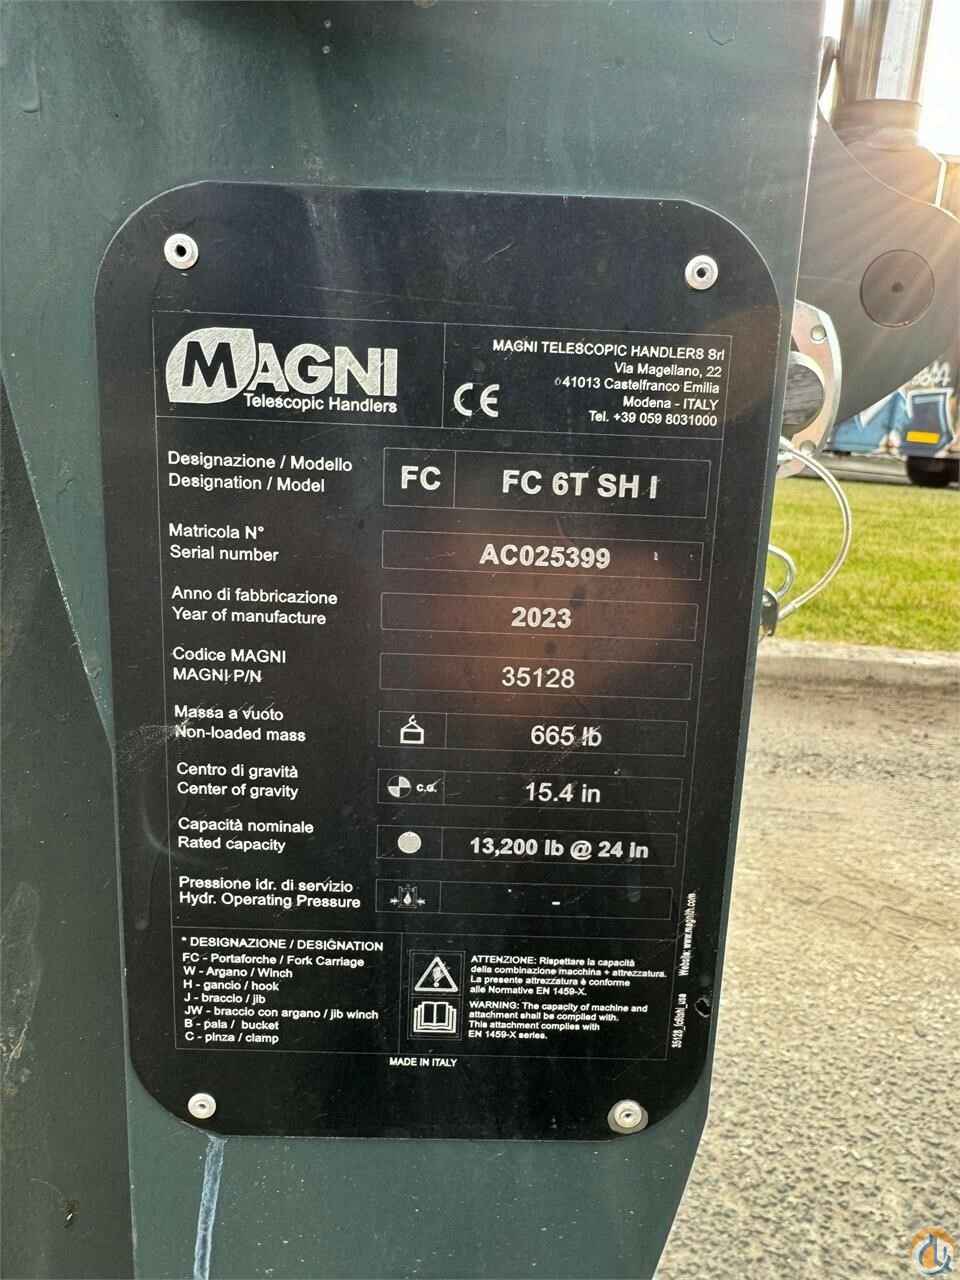 MAGNI
Telescopic Handlers
CE
MAGNI TELESCOPIC HANDLERS Srl
Via Magellano, 22
41013 Castelfranco Emilia
Modena - ITALY
Tel. +39 059 8031000
Designazione / Modello
Designation / Model
FC
FC 6T SH I
Matricola N°
Serial number
AC025399
Anno di fabbricazione
Year of manufacture
2023
Codice MAGNI
MAGNI P/N
35128
Massa a vuoto
Non-loaded mass
665 lb
Centro di gravità
Center of gravity
c.g.
15.4 in
Capacità nominale
Rated capacity
13,200 lb @ 24 in
Pressione idr. di servizio
Hydr. Operating Pressure
-
* DESIGNAZIONE / DESIGNATION
FC - Portaforche / Fork Carriage
W - Argano / Winch
H - gancio / hook
J - braccio / jib
JW - braccio con argano / jib winch
B - pala / bucket
C - pinza / clamp
ATTENZIONE: Rispettare la capacità
della combinazione macchina + attrezzatura.
La presente attrezzatura è conforme
alle Normative EN 1459-X.
WARNING: The capacity of machine and
attachment shall be complied with.
This attachment complies with
EN 1459-X series.
Website: www.magnith.com
MADE IN ITALY